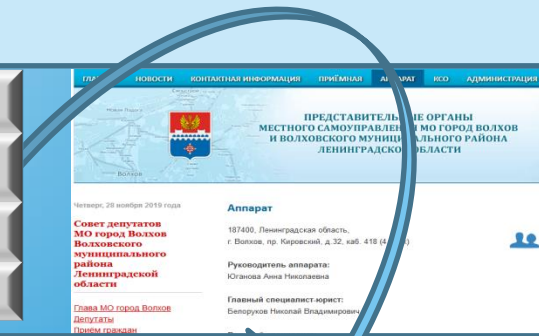 НОВОСТИ КОНТАКТНАЯ ИНФОРМАЦИЯ ПРИЁМНАЯ КСО АДМИНИСТРАЦИЯ
ПРЕДСТАВИТЕЛЬНЫЕ ОРГАНЫ
МЕСТНОГО САМОУПРАВЛЕНИЯ МО ГОРОД ВОЛХОВ
И ВОЛХОВСКОГО МУНИЦИПАЛЬНОГО РАЙОНА
ЛЕНИНГРАДСКОЙ ОБЛАСТИ
Волхов
Четверг, 28 ноября 2019 года
Совет депутатов
МО город Волхов
Волховского
муниципального
района
Ленинградской
области
Глава МО город Волхов
Депутаты
Приём граждан
Аппарат
187400, Ленинградская область,
г. Волхов, пр. Кировский, д.32, каб. 418
Руководитель аппарата:
Юганова Анна Николаевна
Главный специалист-юрист:
Белоруков Николай Владимирович